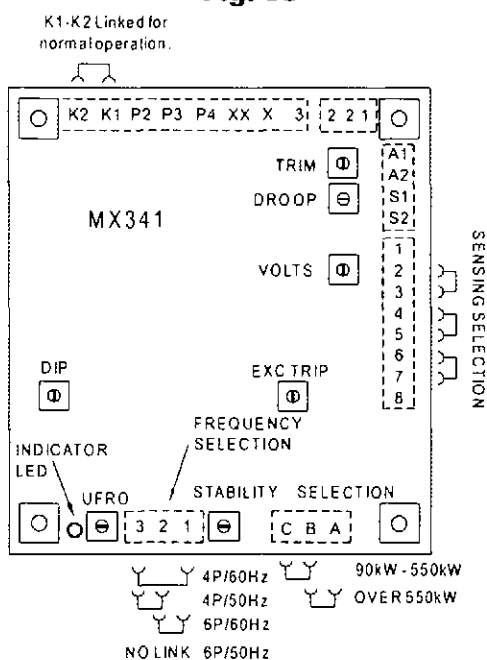 K1-K2 Linked for
normal operation.
K2 K1 P2 P3 P4 XX X 3 2 2 1
TRIM
DROOP
A1
A2
S1
S2
MX341
VOLTS
1
2
3
4
5
6
7
8
SENSING SELECTION
DIP
EXC TRIP
FREQUENCY
SELECTION
INDICATOR
LED
UFRO
STABILITY SELECTION
3 2 1
C B A
4P/60Hz
90kW - 550kW
4P/50Hz
OVER 550kW
6P/60Hz
NO LINK 6P/50Hz